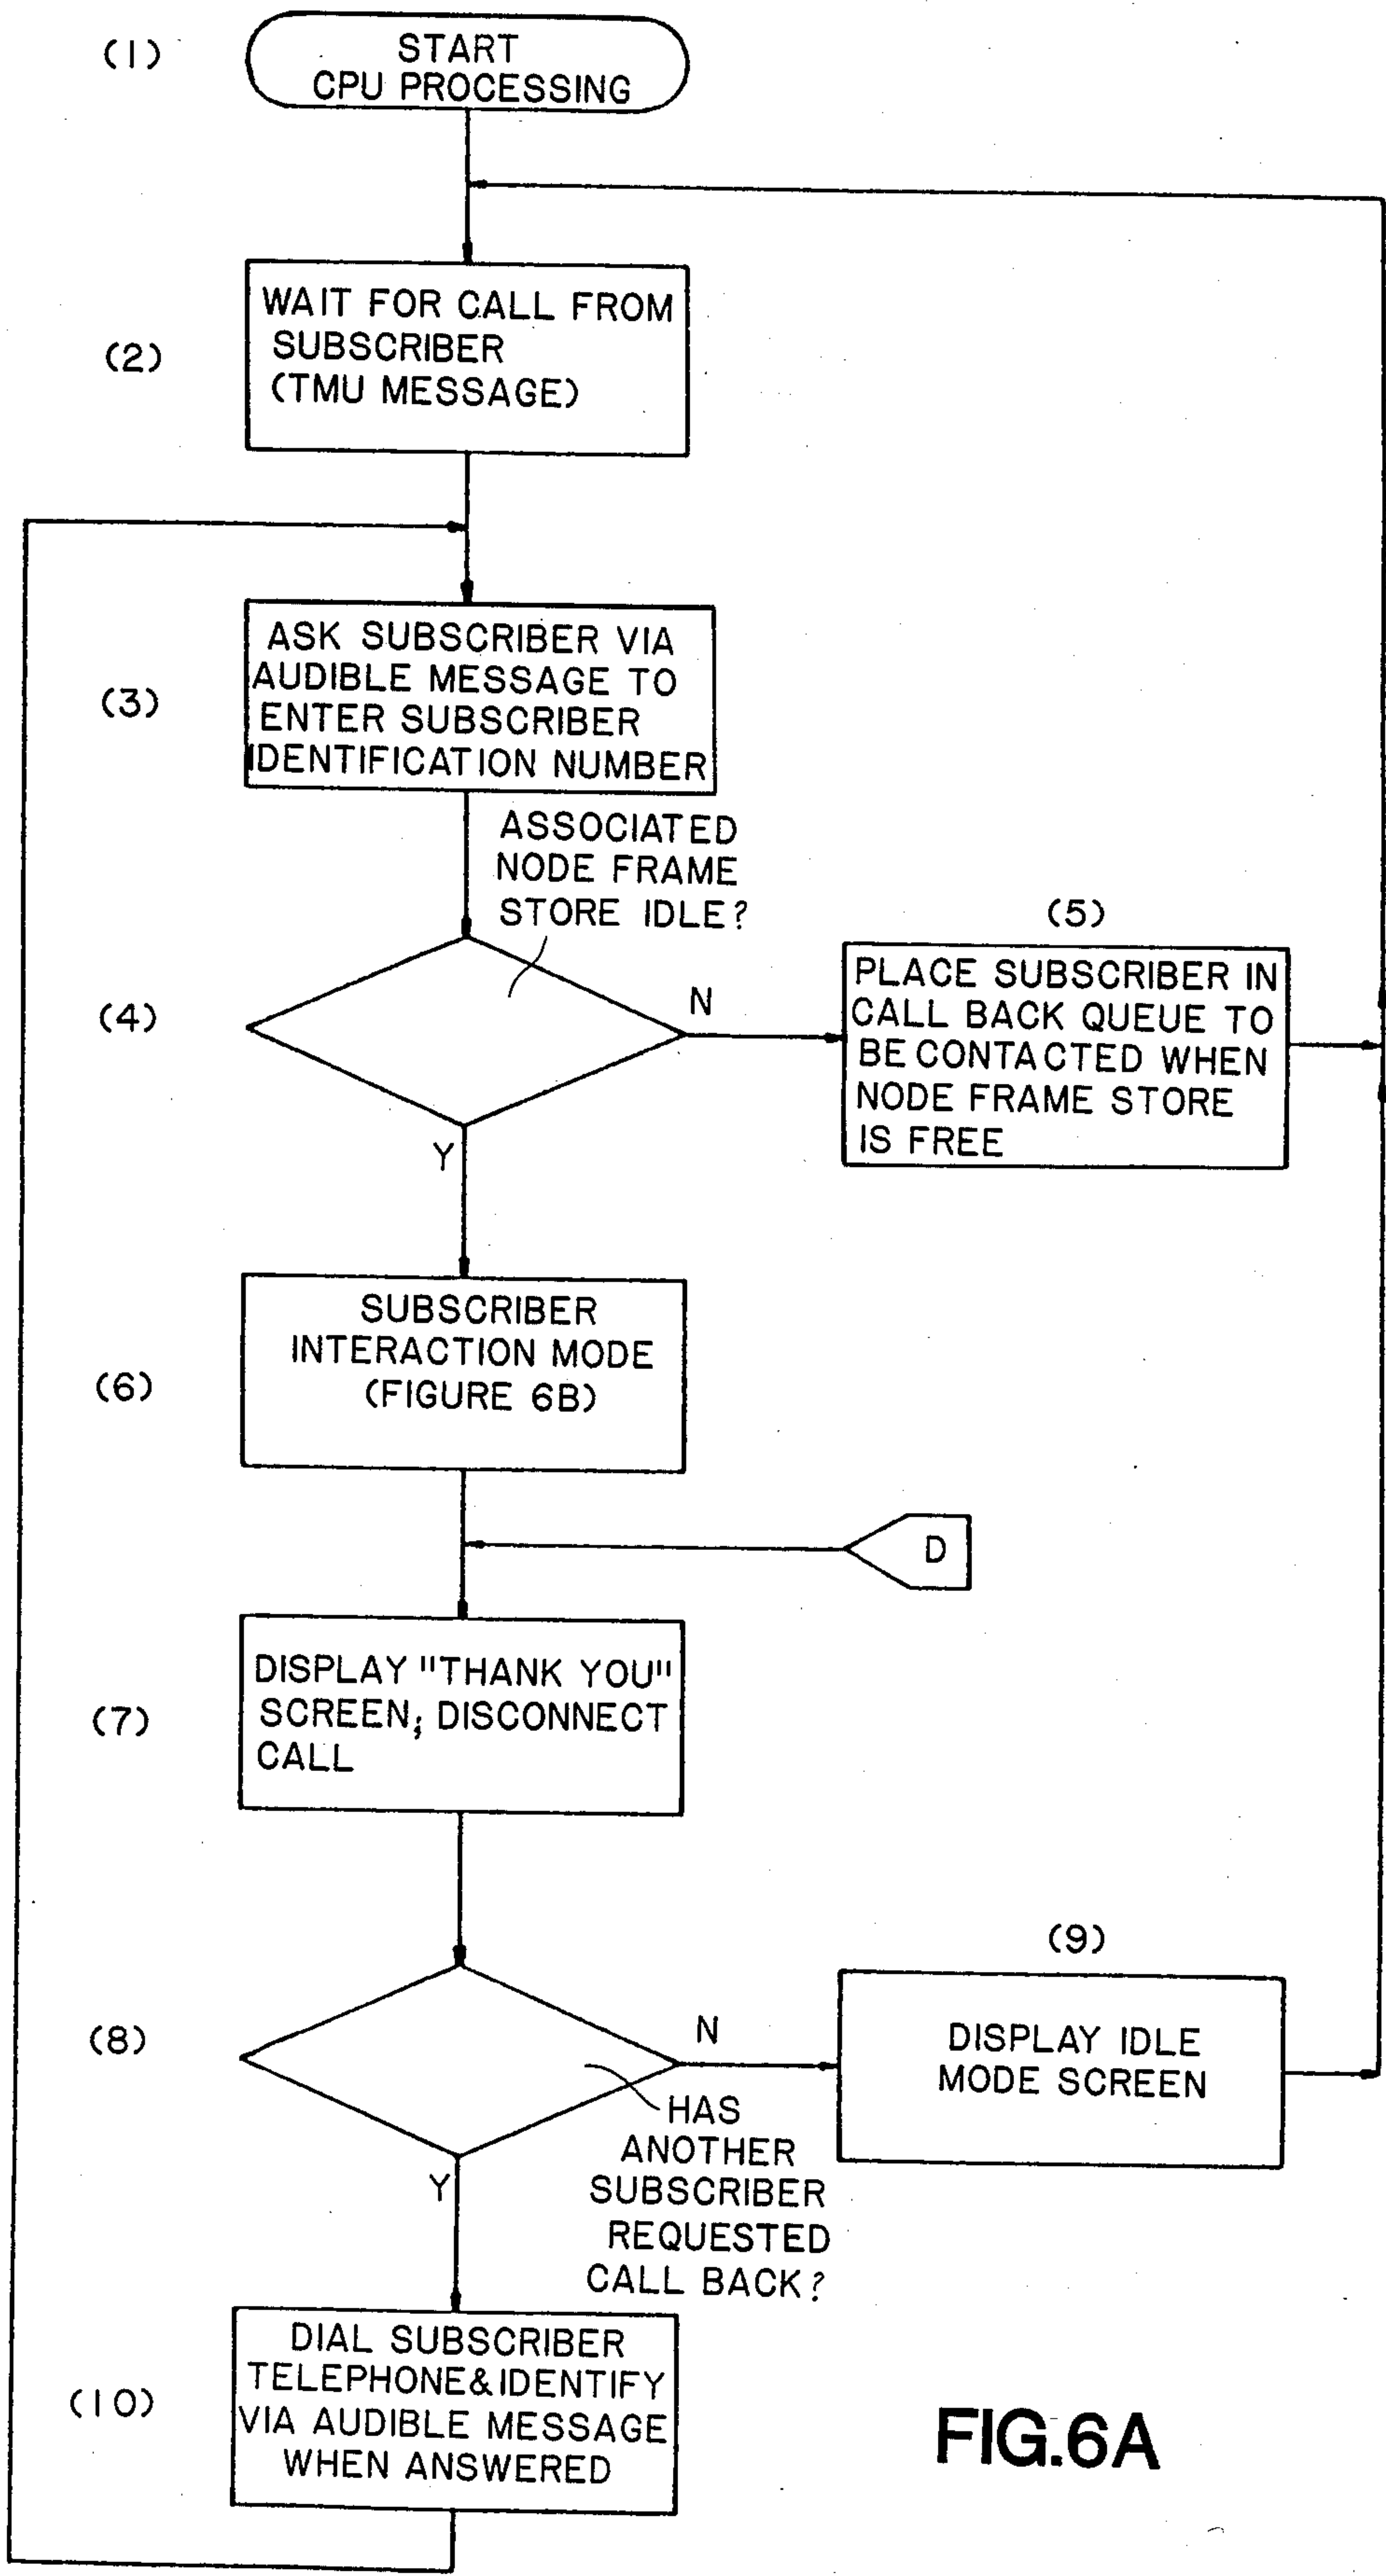 (1)
START
CPU PROCESSING
(2)
WAIT FOR CALL FROM
SUBSCRIBER
(TMU MESSAGE)
(3)
ASK SUBSCRIBER VIA
AUDIBLE MESSAGE TO
ENTER SUBSCRIBER
IDENTIFICATION NUMBER
ASSOCIATED
NODE FRAME
STORE IDLE?
(4)
N
Y
(5)
PLACE SUBSCRIBER IN
CALL BACK QUEUE TO
BE CONTACTED WHEN
NODE FRAME STORE
IS FREE
(6)
SUBSCRIBER
INTERACTION MODE
(FIGURE 6B)
D
(7)
DISPLAY "THANK YOU"
SCREEN; DISCONNECT
CALL
(8)
N
Y
HAS
ANOTHER
SUBSCRIBER
REQUESTED
CALL BACK?
(9)
DISPLAY IDLE
MODE SCREEN
(10)
DIAL SUBSCRIBER
TELEPHONE&IDENTIFY
VIA AUDIBLE MESSAGE
WHEN ANSWERED
FIG.6A